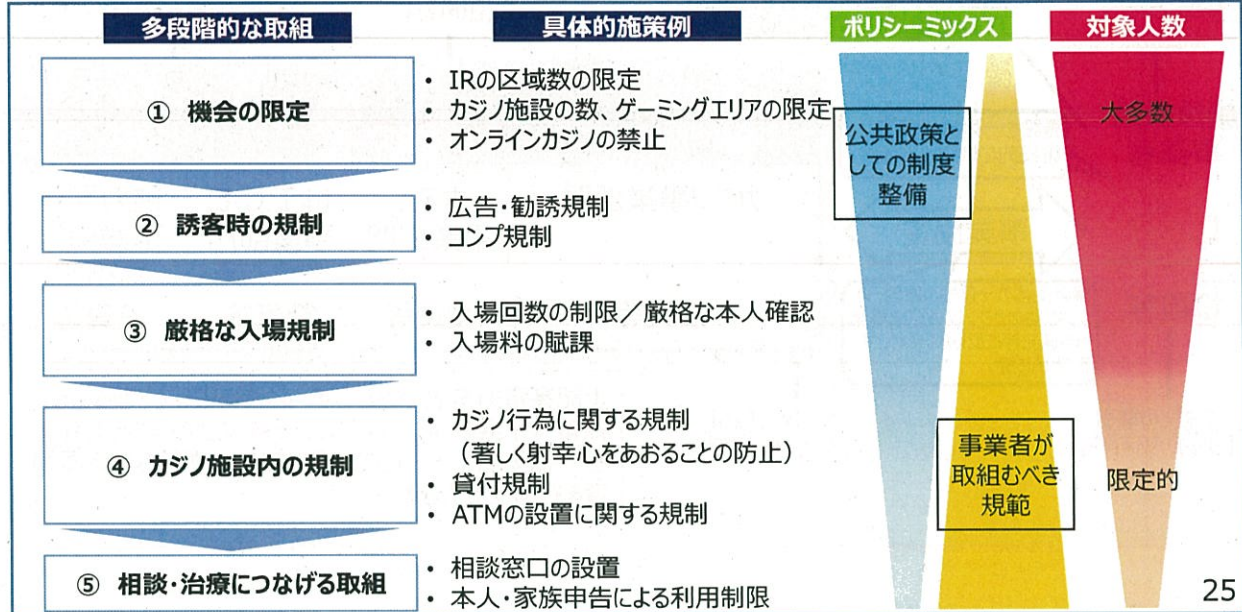 多段階的な取組
具体的施策例
ポリシーミックス
対象人数
① 機会の限定
• IRの区域数の限定
• カジノ施設の数、ゲーミングエリアの限定
• オンラインカジノの禁止
② 誘客時の規制
• 広告・勧誘規制
• コンプ規制
③ 厳格な入場規制
• 入場回数の制限／厳格な本人確認
• 入場料の賦課
④ カジノ施設内の規制
• カジノ行為に関する規制
（著しく射幸心をあおることの防止）
• 貸付規制
• ATMの設置に関する規制
⑤ 相談・治療につなげる取組
• 相談窓口の設置
• 本人・家族申告による利用制限
公共政策と
しての制度
整備
事業者が
取組むべき
規範
大多数
限定的
25